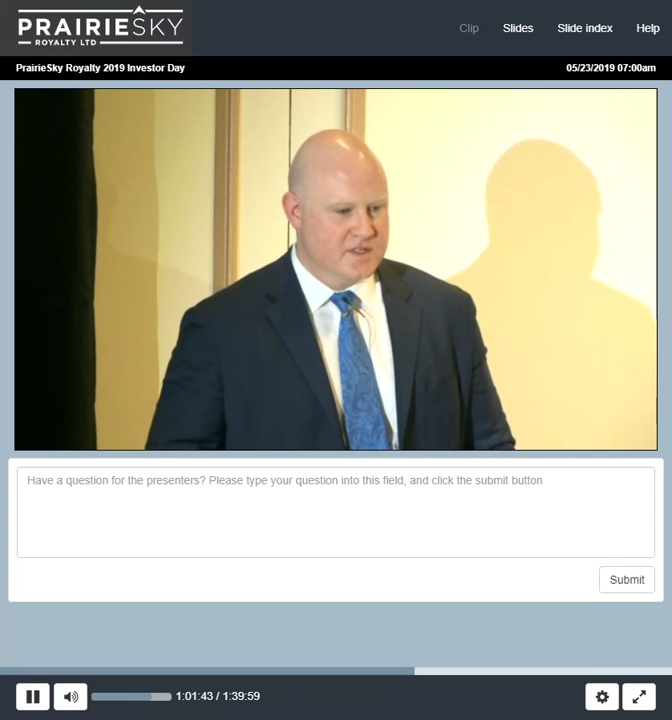 PRAIRIESKY
ROYALTY LTD
Clip Slides Slide index Help
PrairieSky Royalty 2019 Investor Day 05/23/2019 07:00am
Have a question for the presenters? Please type your question into this field, and click the submit button
Submit
1:01:43 / 1:39:59